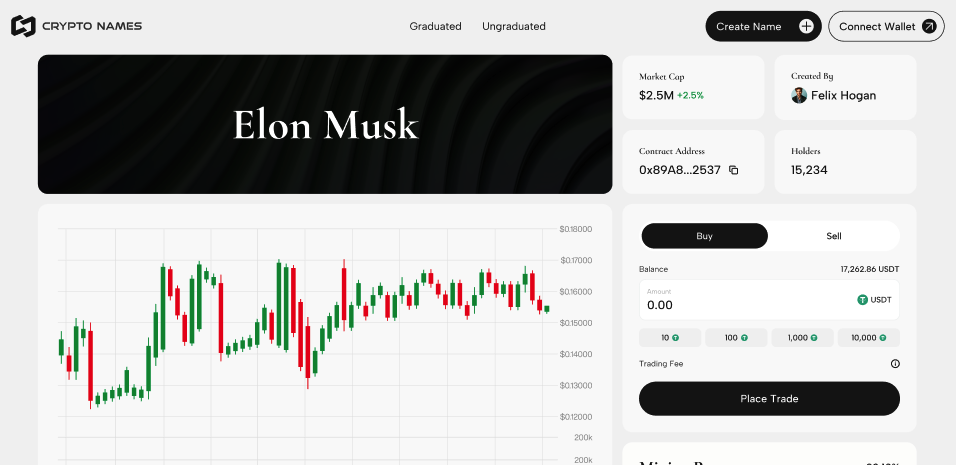 CRYPTO NAMES
Graduated
Ungraduated
Create Name
Connect Wallet
Elon Musk
Market Cap
$2.5M +2.5%
Created By
Felix Hogan
Contract Address
0x89A8...2537
Holders
15,234
$0.18000
$0.17000
$0.16000
$0.15000
$0.14000
$0.13000
$0.12000
200k
200k
Buy
Sell
Balance
17,262.86 USDT
Amount
0.00
USDT
10
100
1,000
10,000
Trading Fee
Place Trade